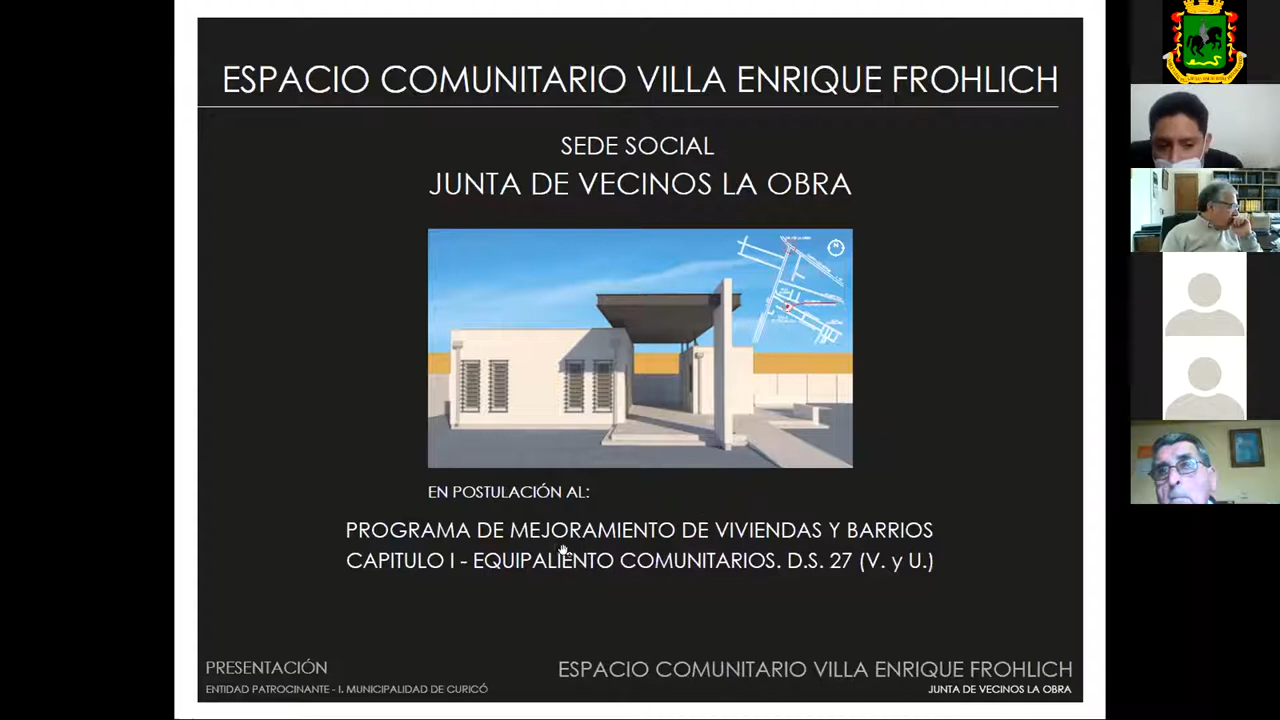 ESPACIO COMUNITARIO VILLA ENRIQUE FROHLICH
SEDE SOCIAL
JUNTA DE VECINOS LA OBRA
N
EN POSTULACIÓN AL:
PROGRAMA DE MEJORAMIENTO DE VIVIENDAS Y BARRIOS
CAPITULO I - EQUIPALIENTO COMUNITARIOS. D.S. 27 (V. y U.)
PRESENTACIÓN
ENTIDAD PATROCINANTE - I. MUNICIPALIDAD DE CURICÓ
ESPACIO COMUNITARIO VILLA ENRIQUE FROHLICH
JUNTA DE VECINOS LA OBRA